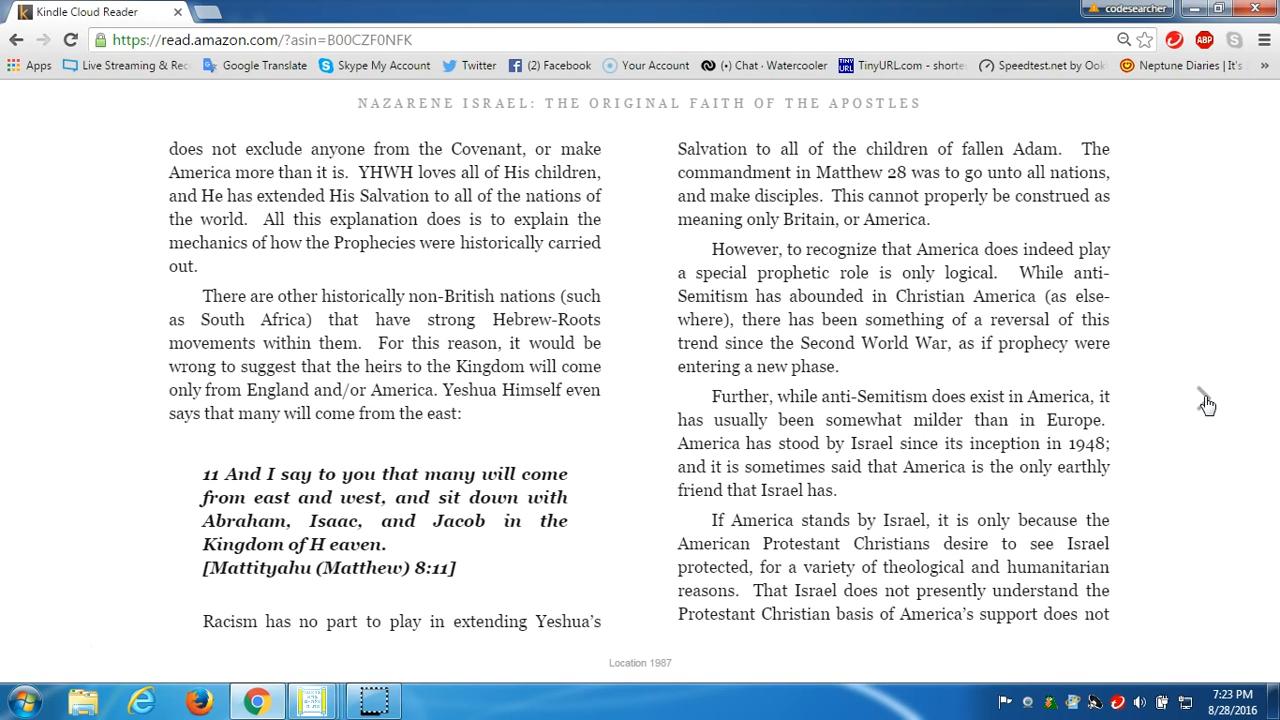 Kindle Cloud Reader
codesearcher
https://read.amazon.com/?asin=B00CZF0NFK
ABP
Apps
Live Streaming & Rec
Google Translate
Skype My Account
Twitter
(2) Facebook
Your Account
(•) Chat · Watercooler
TINY URL
TinyURL.com - shorte
Speedtest.net by Ook
Neptune Diaries | It's
»
NAZARENE ISRAEL: THE ORIGINAL FAITH OF THE APOSTLES
does not exclude anyone from the Covenant, or make
America more than it is. YHWH loves all of His children,
and He has extended His Salvation to all of the nations of
the world. All this explanation does is to explain the
mechanics of how the Prophecies were historically carried
out.
There are other historically non-British nations (such
as South Africa) that have strong Hebrew-Roots
movements within them. For this reason, it would be
wrong to suggest that the heirs to the Kingdom will come
only from England and/or America. Yeshua Himself even
says that many will come from the east:
11 And I say to you that many will come
from east and west, and sit down with
Abraham, Isaac, and Jacob in the
Kingdom of H eaven.
[Mattityahu (Matthew) 8:11]
Racism has no part to play in extending Yeshua's
Salvation to all of the children of fallen Adam. The
commandment in Matthew 28 was to go unto all nations,
and make disciples. This cannot properly be construed as
meaning only Britain, or America.
However, to recognize that America does indeed play
a special prophetic role is only logical. While anti-
Semitism has abounded in Christian America (as else-
where), there has been something of a reversal of this
trend since the Second World War, as if prophecy were
entering a new phase.
Further, while anti-Semitism does exist in America, it
has usually been somewhat milder than in Europe.
America has stood by Israel since its inception in 1948;
and it is sometimes said that America is the only earthly
friend that Israel has.
If America stands by Israel, it is only because the
American Protestant Christians desire to see Israel
protected, for a variety of theological and humanitarian
reasons. That Israel does not presently understand the
Protestant Christian basis of America's support does not
Location 1987
7:23 PM
8/28/2016